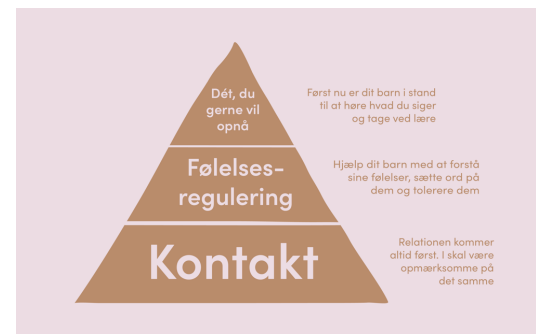 Dét, du
gerne vil
opnå
Først nu er dit barn i stand
til at høre hvad du siger
og tage ved lære
Følelses-
regulering
Hjælp dit barn med at forstå
sine følelser, sætte ord på
dem og tolerere dem
Kontakt
Relationen kommer
altid først. I skal være
opmærksomme på
det samme